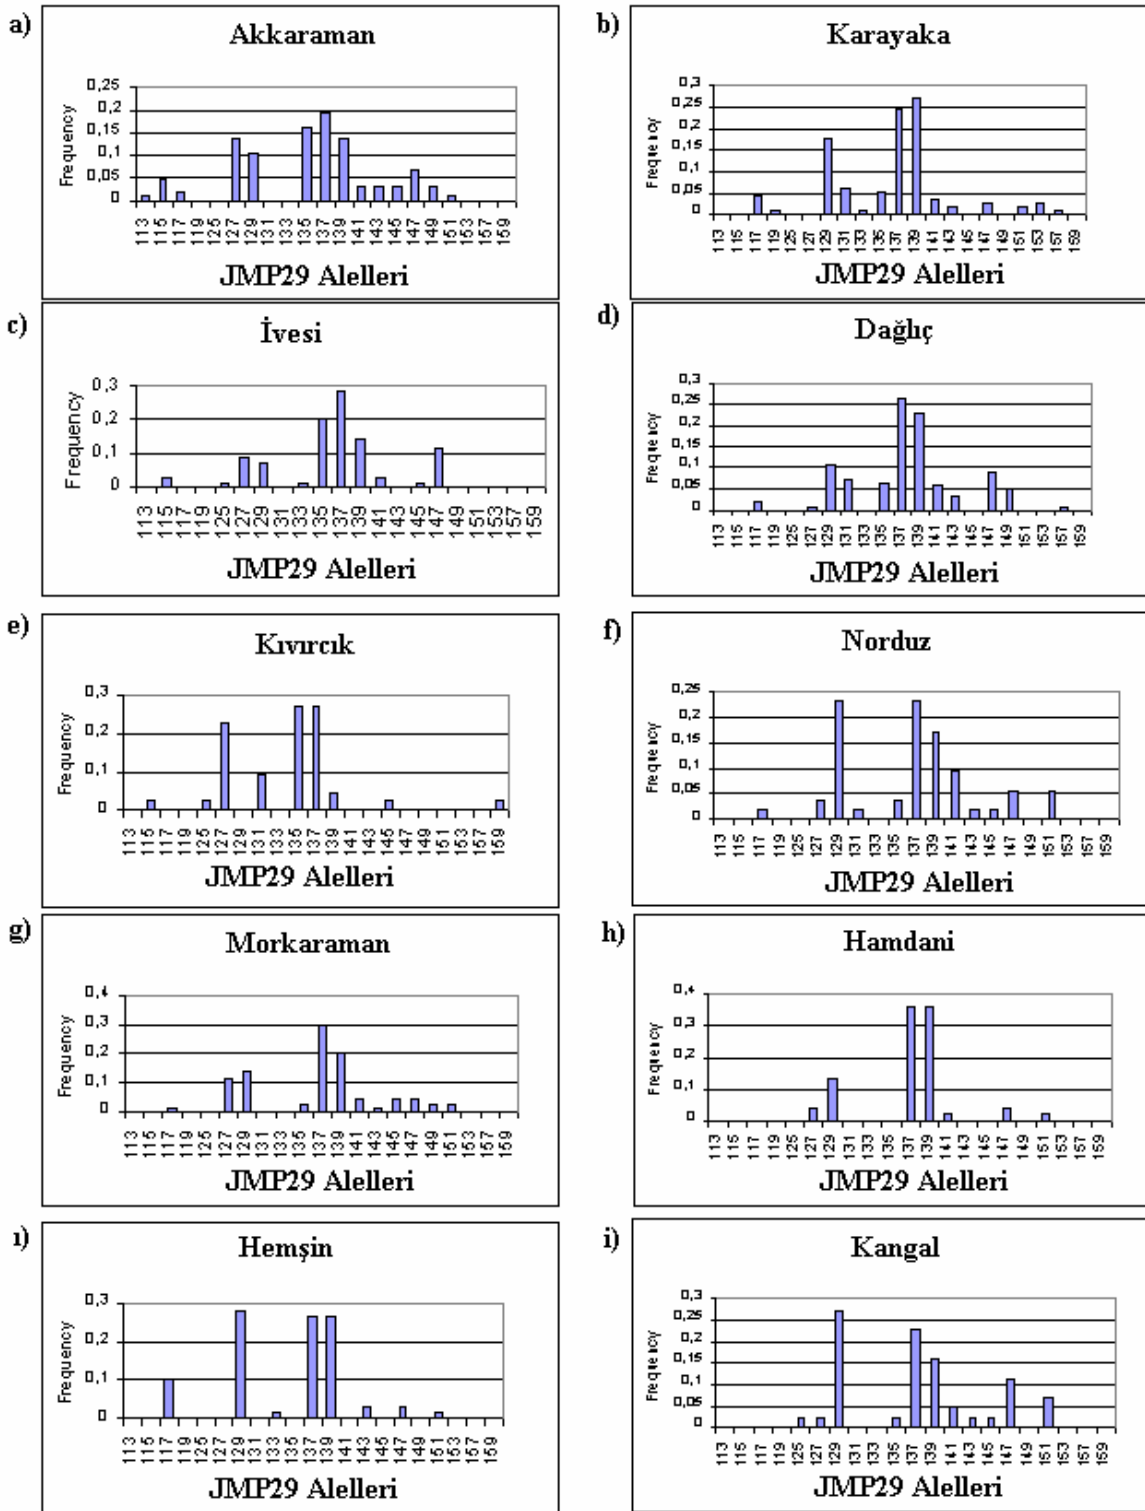 a)
Akkaraman
0,25
0,2
0,15
0,1
0,05
0
Frequency
113 115 117 119 125 127 129 131 133 135 137 139 141 143 145 147 149 151 153 157 159
JMP29 Alelleri
b)
Karayaka
0,3
0,25
0,2
0,15
0,1
0,05
0
Frequency
113 115 117 119 125 127 129 131 133 135 137 139 141 143 145 147 149 151 153 157 159
JMP29 Alelleri
c)
İvesi
0,3
0,2
0,1
0
Frequency
113 115 117 119 125 127 129 131 133 135 137 139 141 143 145 147 149 151 153 157 159
JMP29 Alelleri
d)
Dağlıç
0,3
0,25
0,2
0,15
0,1
0,05
0
Frequency
113 115 117 119 125 127 129 131 133 135 137 139 141 143 145 147 149 151 153 157 159
JMP29 Alelleri
e)
Kıvırcık
0,3
0,2
0,1
0
Frequency
113 115 117 119 125 127 129 131 133 135 137 139 141 143 145 147 149 151 153 157 159
JMP29 Alelleri
f)
Norduz
0,25
0,2
0,15
0,1
0,05
0
Frequency
113 115 117 119 125 127 129 131 133 135 137 139 141 143 145 147 149 151 153 157 159
JMP29 Alelleri
g)
Morkaraman
0,4
0,3
0,2
0,1
0
Frequency
113 115 117 119 125 127 129 131 133 135 137 139 141 143 145 147 149 151 153 157 159
JMP29 Alelleri
h)
Hamdani
0,4
0,3
0,2
0,1
0
Frequency
113 115 117 119 125 127 129 131 133 135 137 139 141 143 145 147 149 151 153 157 159
JMP29 Alelleri
ı)
Hemşin
0,3
0,2
0,1
0
Frequency
113 115 117 119 125 127 129 131 133 135 137 139 141 143 145 147 149 151 153 157 159
JMP29 Alelleri
i)
Kangal
0,3
0,25
0,2
0,15
0,1
0,05
0
Frequency
113 115 117 119 125 127 129 131 133 135 137 139 141 143 145 147 149 151 153 157 159
JMP29 Alelleri